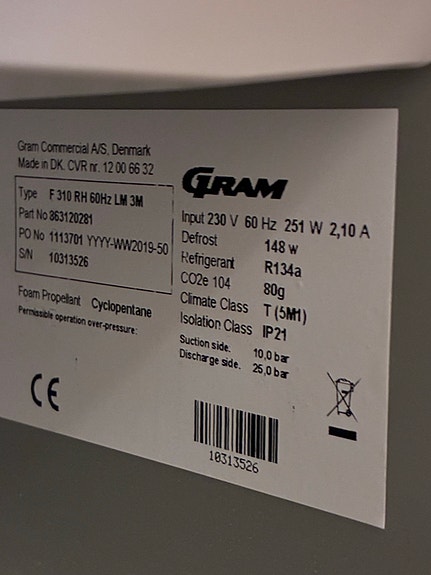 Gram Commercial A/S, Denmark
Made in DK. CVR nr. 12 00 66 32
Type F 310 RH 60Hz LM 3M
Part No 863120281
PO No 1113701 YYYY-WW2019-50
S/N 10313526
Foam Propellant Cyclopentane
Permissible operation over-pressure:
CE
GRAM
Input 230 V 60 Hz 251 W 2,10 A
Defrost 148 w
Refrigerant R134a
CO2e 104 80g
Climate Class T (5M1)
Isolation Class IP21
Suction side. 10,0 bar
Discharge side. 25,0 bar
10313526